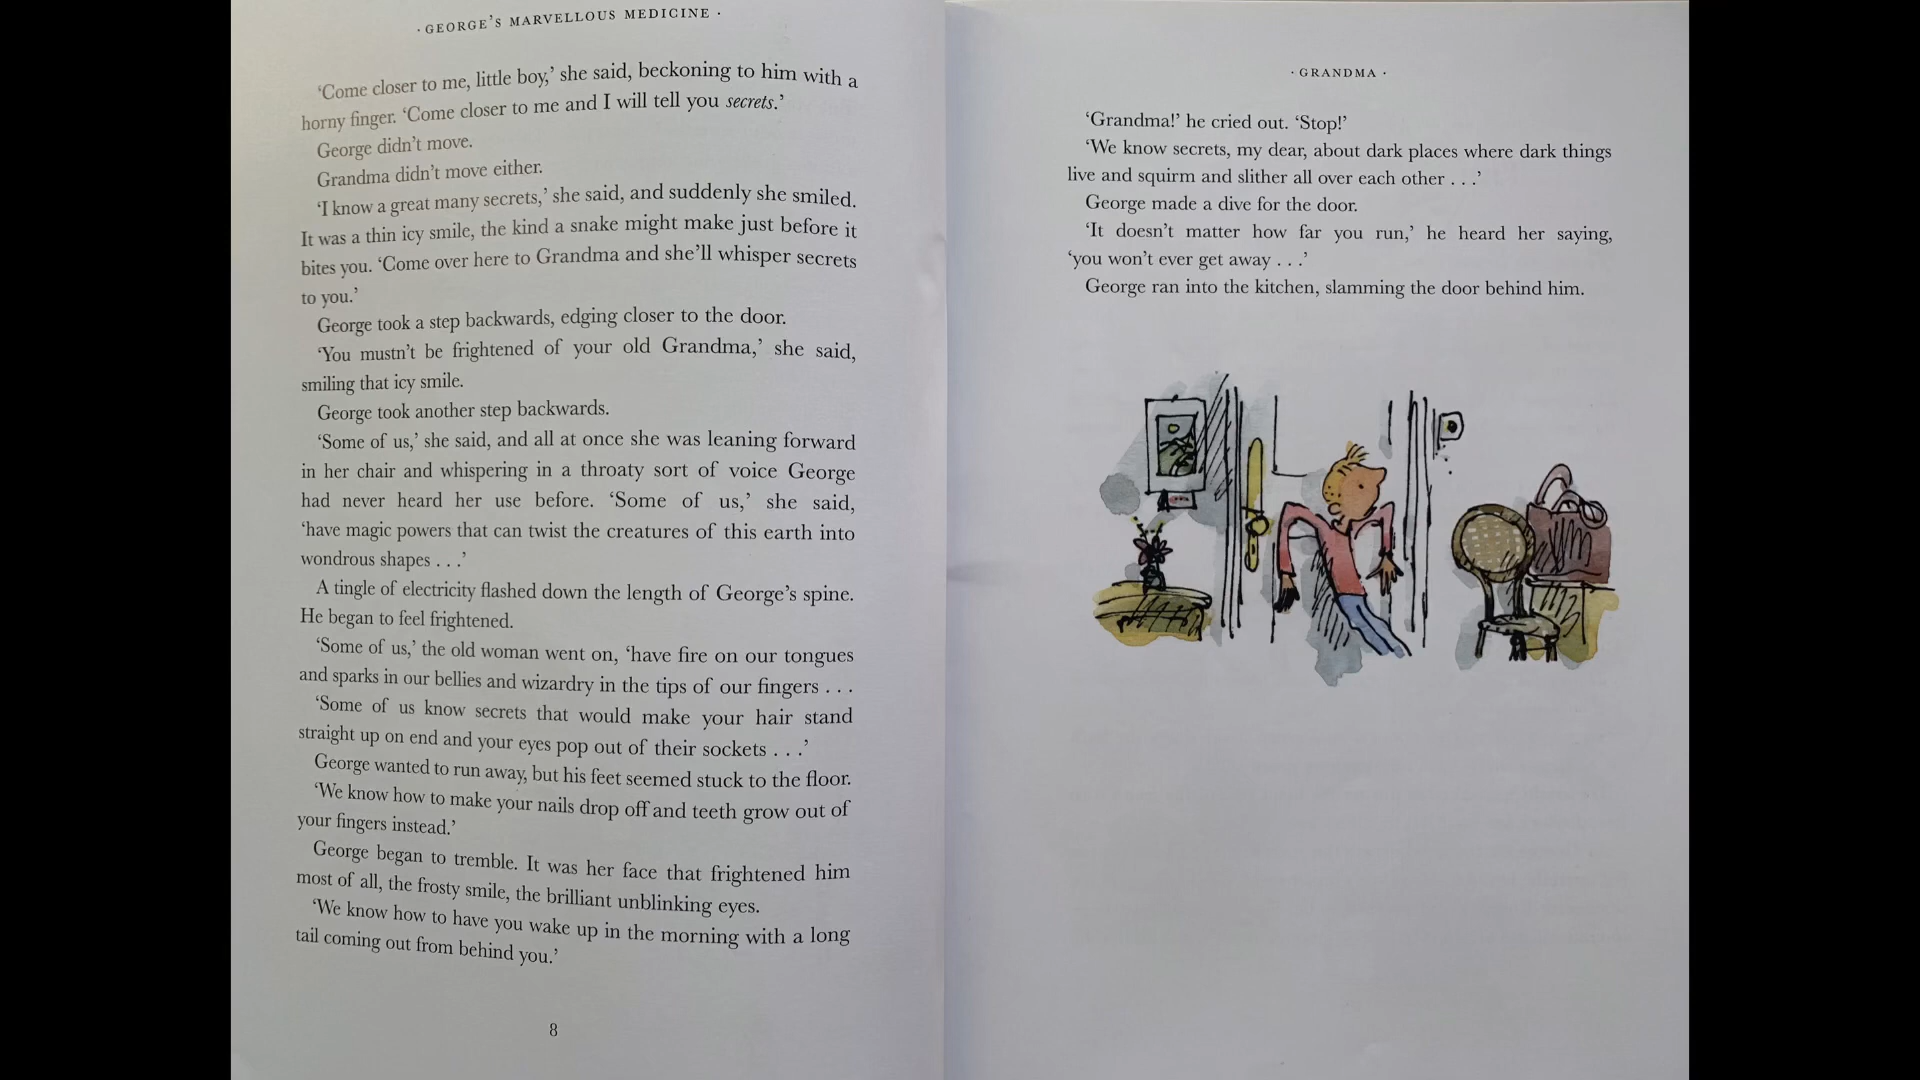 · GEORGE'S MARVELLOUS MEDICINE ·
‘Come closer to me, little boy,’ she said, beckoning to him with a
horny finger. ‘Come closer to me and I will tell you secrets.’
George didn’t move.
Grandma didn’t move either.
‘I know a great many secrets,’ she said, and suddenly she smiled.
It was a thin icy smile, the kind a snake might make just before it
bites you. ‘Come over here to Grandma and she’ll whisper secrets
to you.’
George took a step backwards, edging closer to the door.
‘You mustn’t be frightened of your old Grandma,’ she said,
smiling that icy smile.
George took another step backwards.
‘Some of us,’ she said, and all at once she was leaning forward
in her chair and whispering in a throaty sort of voice George
had never heard her use before. ‘Some of us,’ she said,
‘have magic powers that can twist the creatures of this earth into
wondrous shapes . . .’
A tingle of electricity flashed down the length of George’s spine.
He began to feel frightened.
‘Some of us,’ the old woman went on, ‘have fire on our tongues
and sparks in our bellies and wizardry in the tips of our fingers . . .
‘Some of us know secrets that would make your hair stand
straight up on end and your eyes pop out of their sockets . . .’
George wanted to run away, but his feet seemed stuck to the floor.
‘We know how to make your nails drop off and teeth grow out of
your fingers instead.’
George began to tremble. It was her face that frightened him
most of all, the frosty smile, the brilliant unblinking eyes.
‘We know how to have you wake up in the morning with a long
tail coming out from behind you.’
8
· GRANDMA ·
‘Grandma!’ he cried out. ‘Stop!’
‘We know secrets, my dear, about dark places where dark things
live and squirm and slither all over each other . . .’
George made a dive for the door.
‘It doesn’t matter how far you run,’ he heard her saying,
‘you won’t ever get away . . .’
George ran into the kitchen, slamming the door behind him.